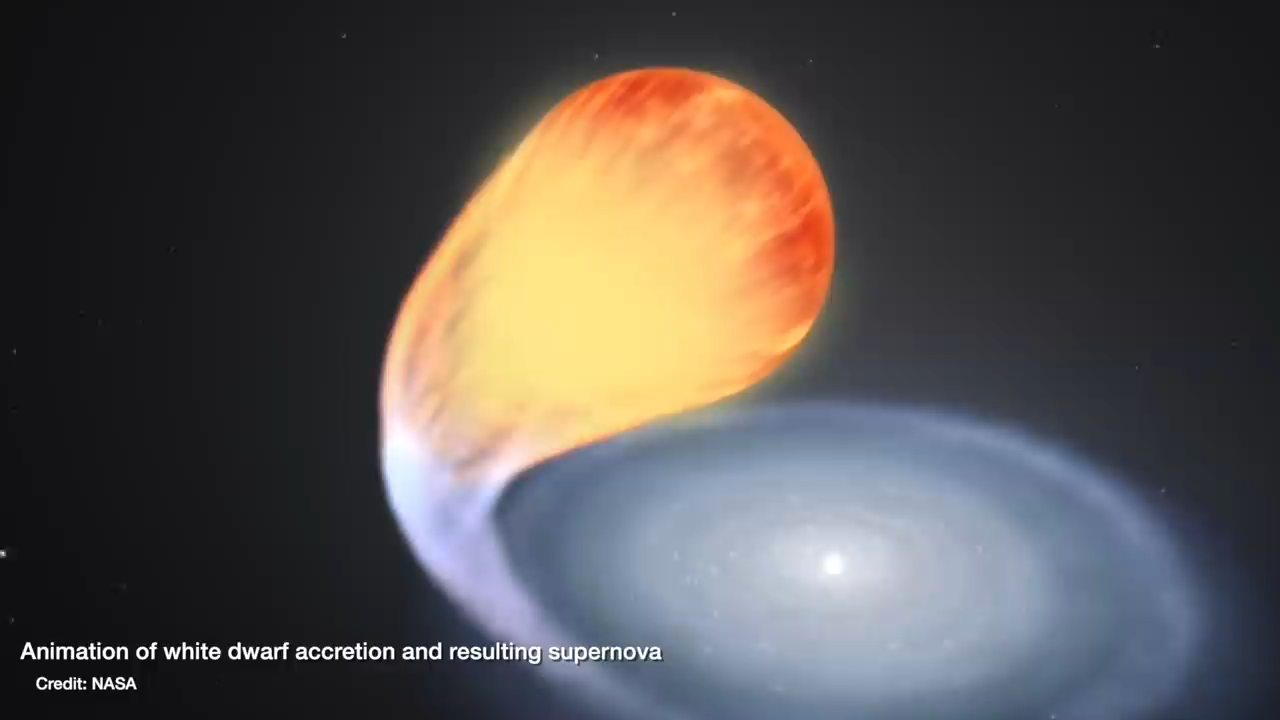 Animation of white dwarf accretion and resulting supernova
Credit: NASA